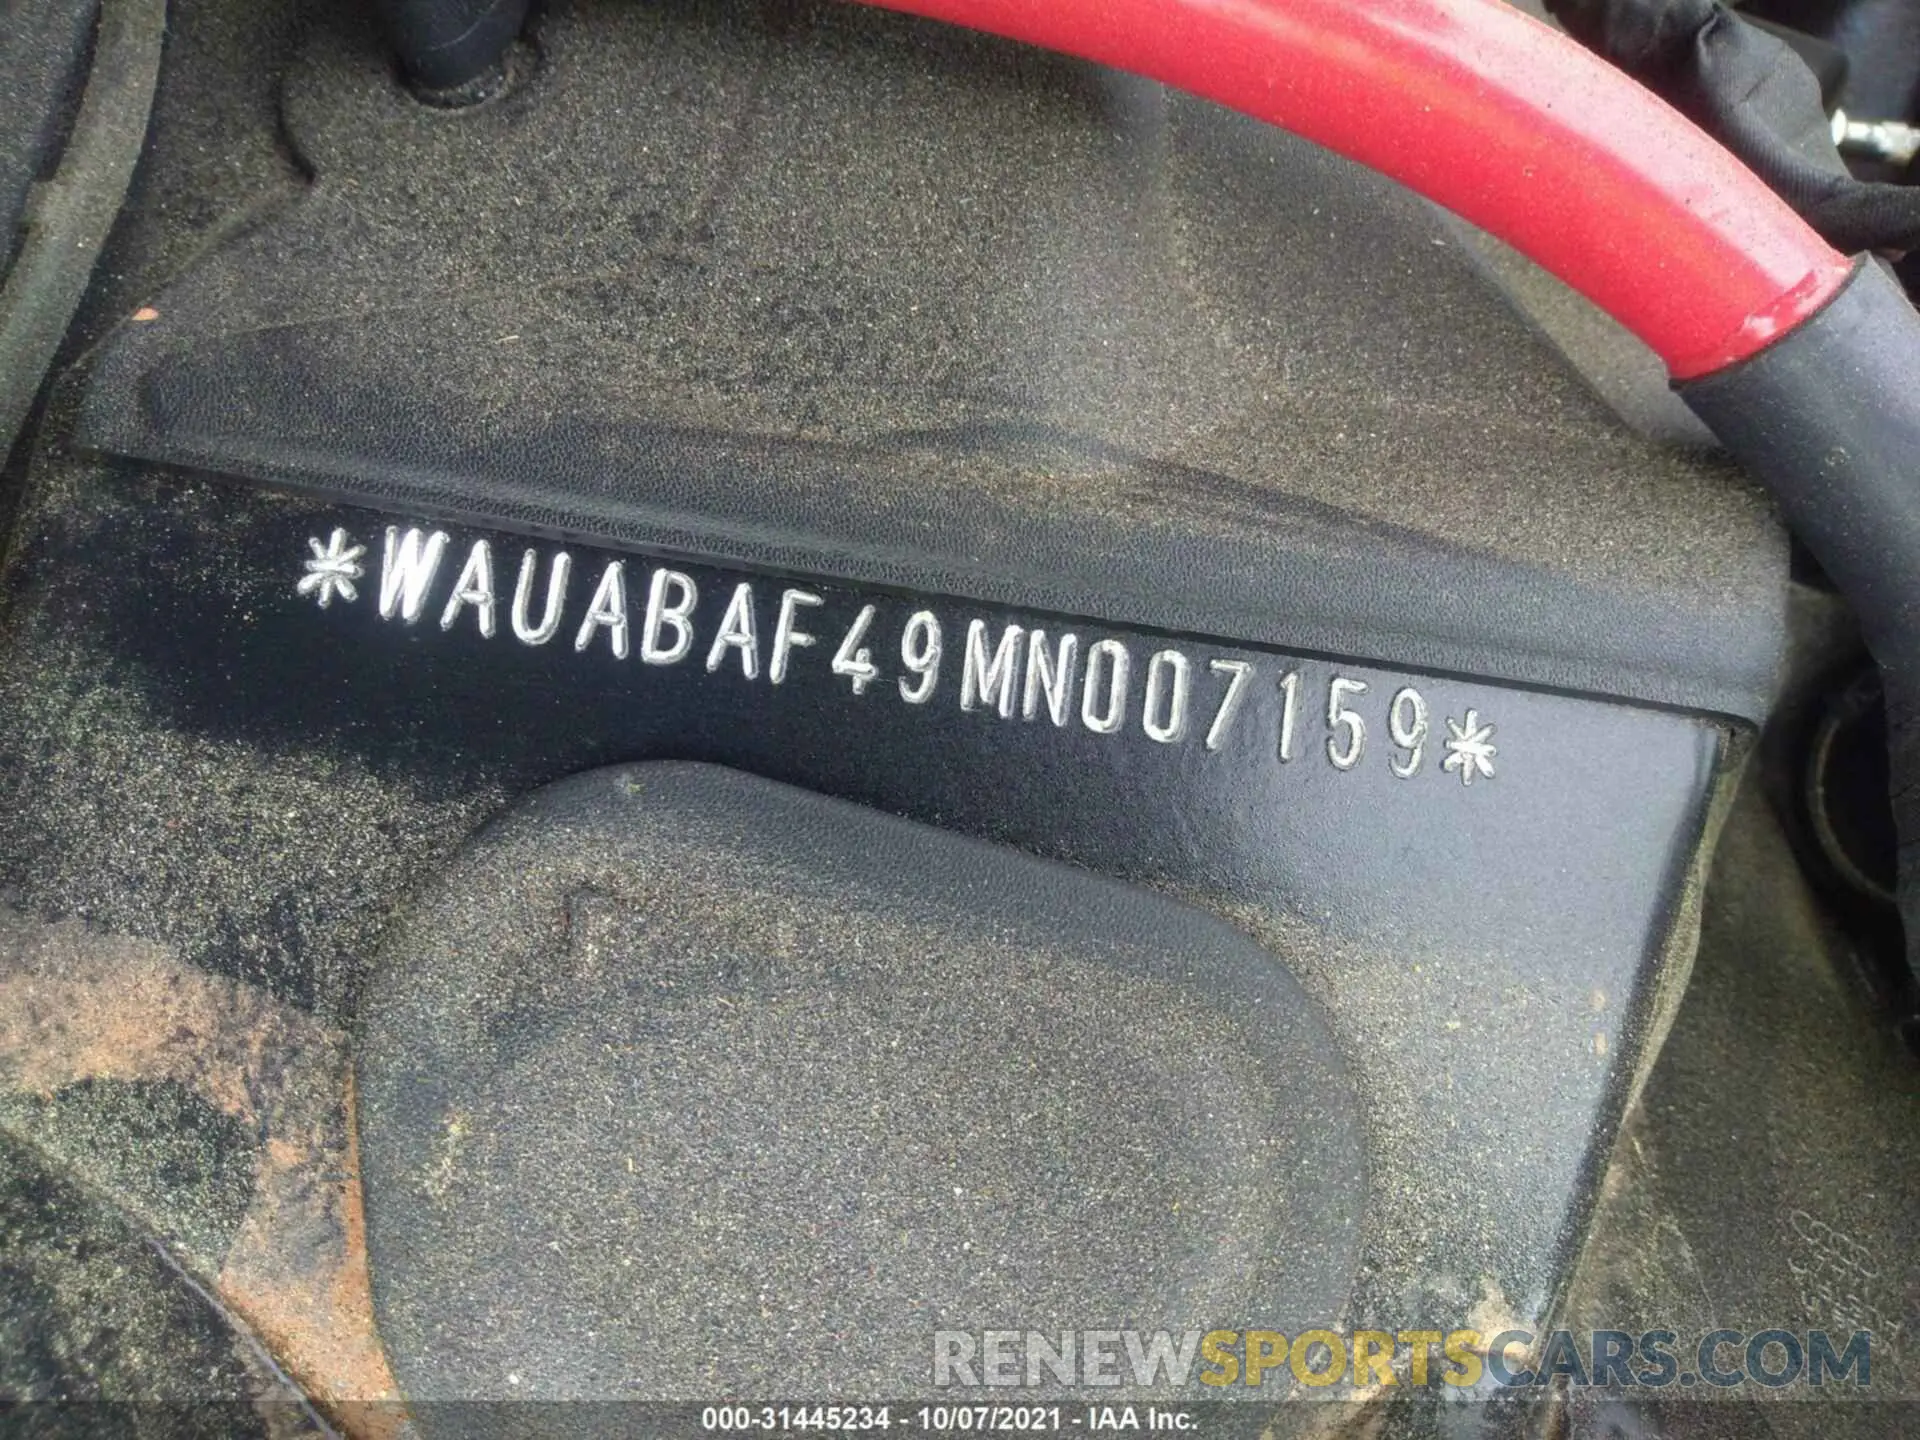 *WAUABAF49MN007159*
RENEWSPORTSCARS.COM
000-31445234 - 10/07/2021 - IAA Inc.